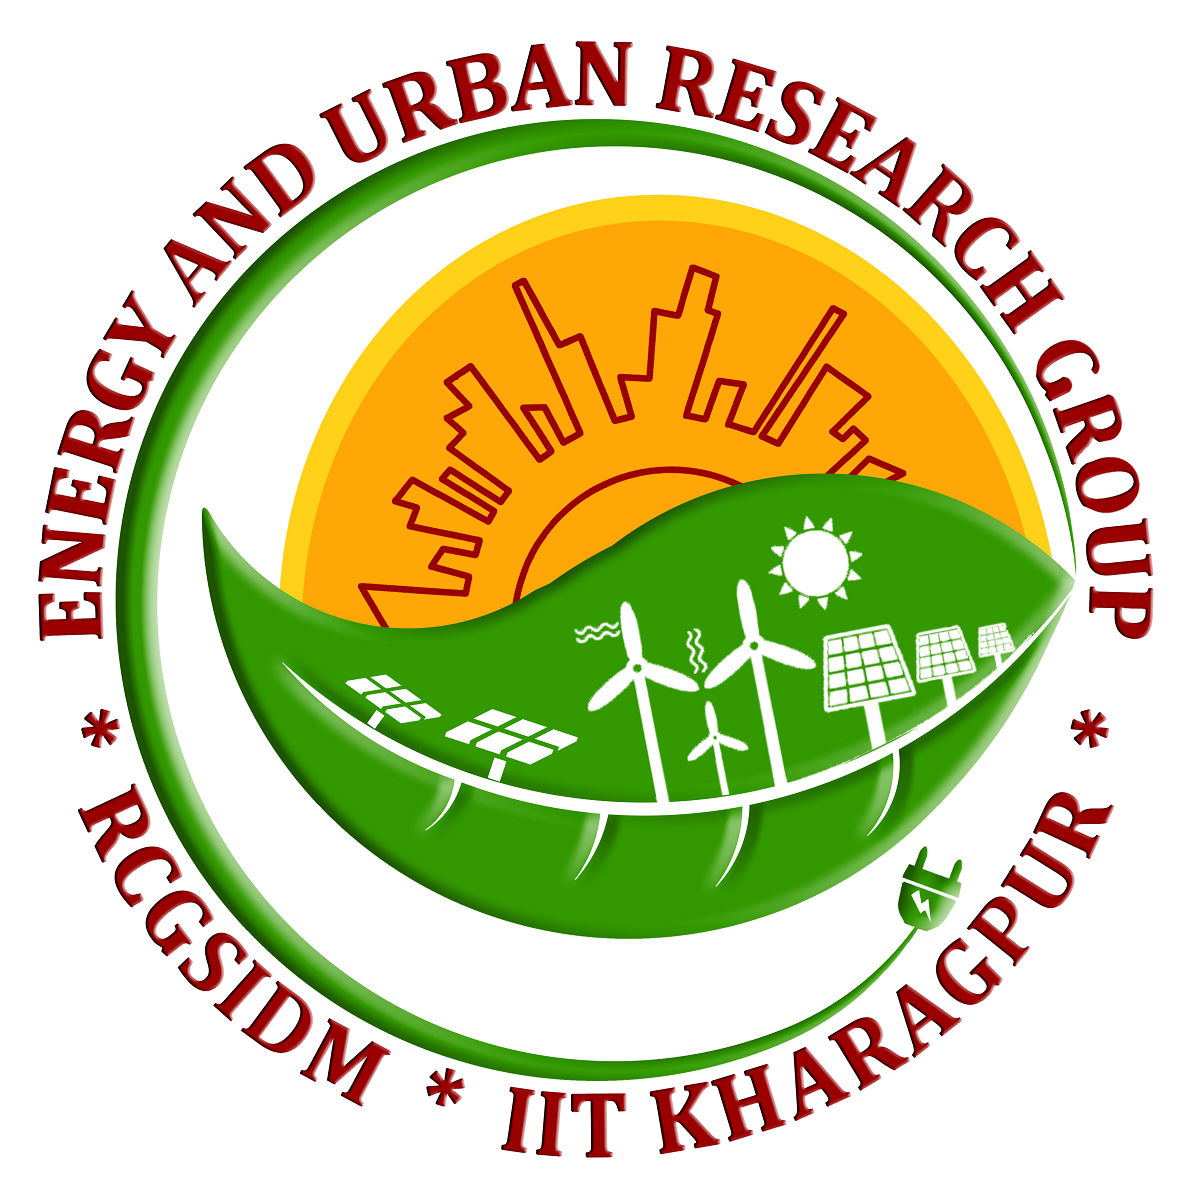 ENERGY AND URBAN RESEARCH GROUP
* RCGSIDM * IIT KHARAGPUR *